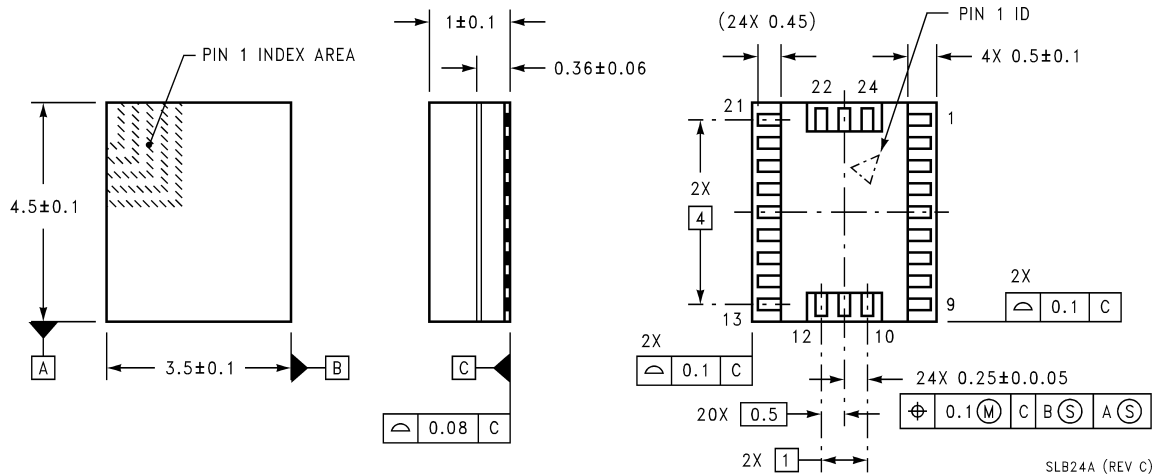 PIN 1 INDEX AREA
4.5±0.1
A
3.5±0.1
B
1±0.1
0.36±0.06
C
0.08 C
(24X 0.45)
PIN 1 ID
4X 0.5±0.1
21
22 24
1
2X
4
13
12
10
9
2X
0.1 C
2X
0.1 C
24X 0.25±0.0.05
0.1 M C B S A S
20X 0.5
2X 1
SLB24A (REV C)